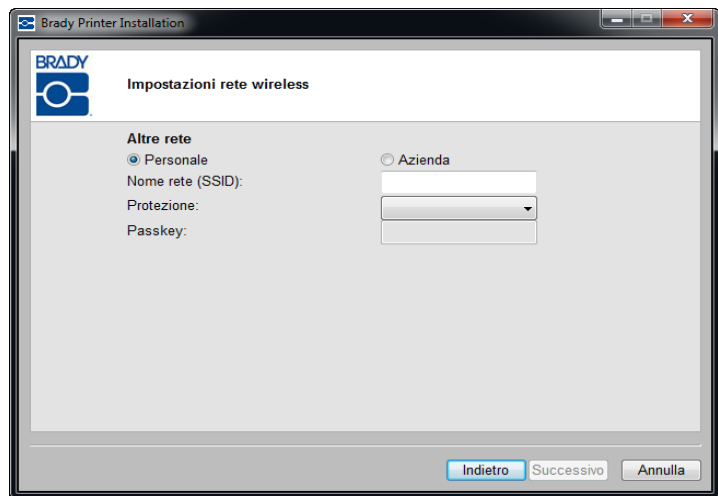 Brady Printer Installation
BRADY
Impostazioni rete wireless
Altre rete
Personale
Azienda
Nome rete (SSID):
Protezione:
Passkey:
Indietro
Successivo
Annulla